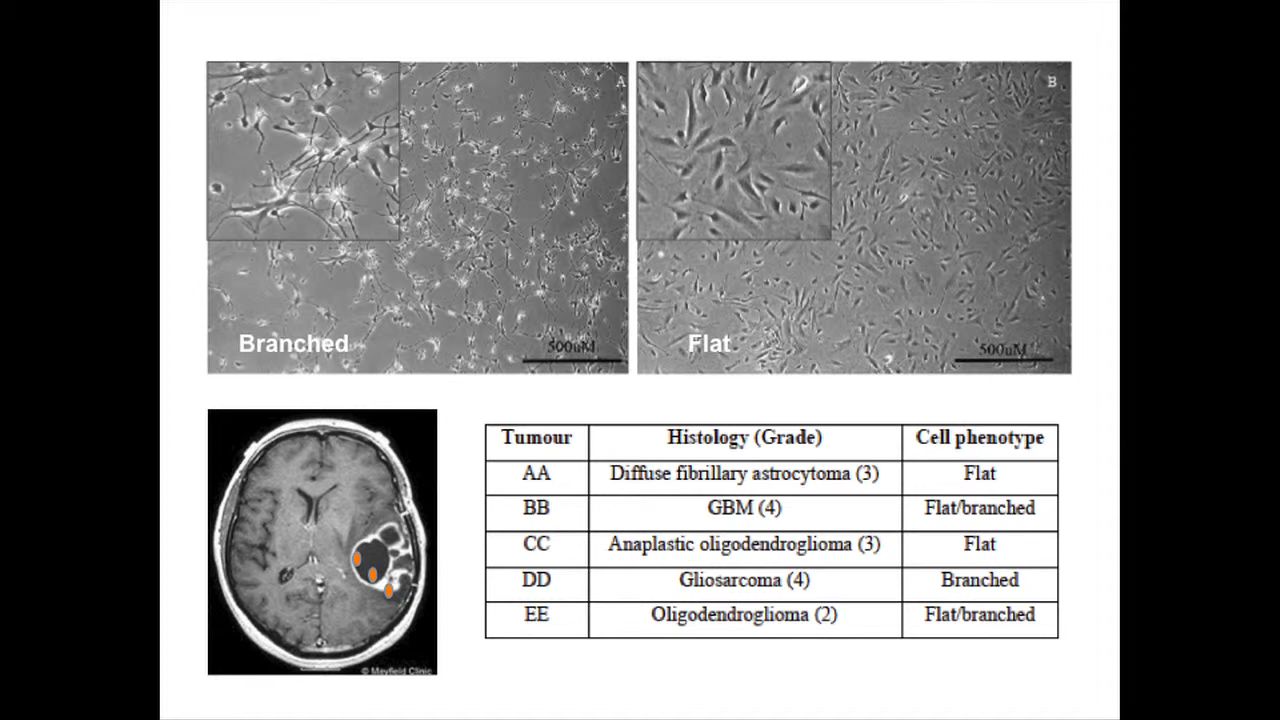 A
B
Branched
500uM
Flat
500uM
© Mayfield Clinic
Tumour Histology (Grade) Cell phenotype
AA Diffuse fibrillary astrocytoma (3) Flat
BB GBM (4) Flat/branched
CC Anaplastic oligodendroglioma (3) Flat
DD Gliosarcoma (4) Branched
EE Oligodendroglioma (2) Flat/branched